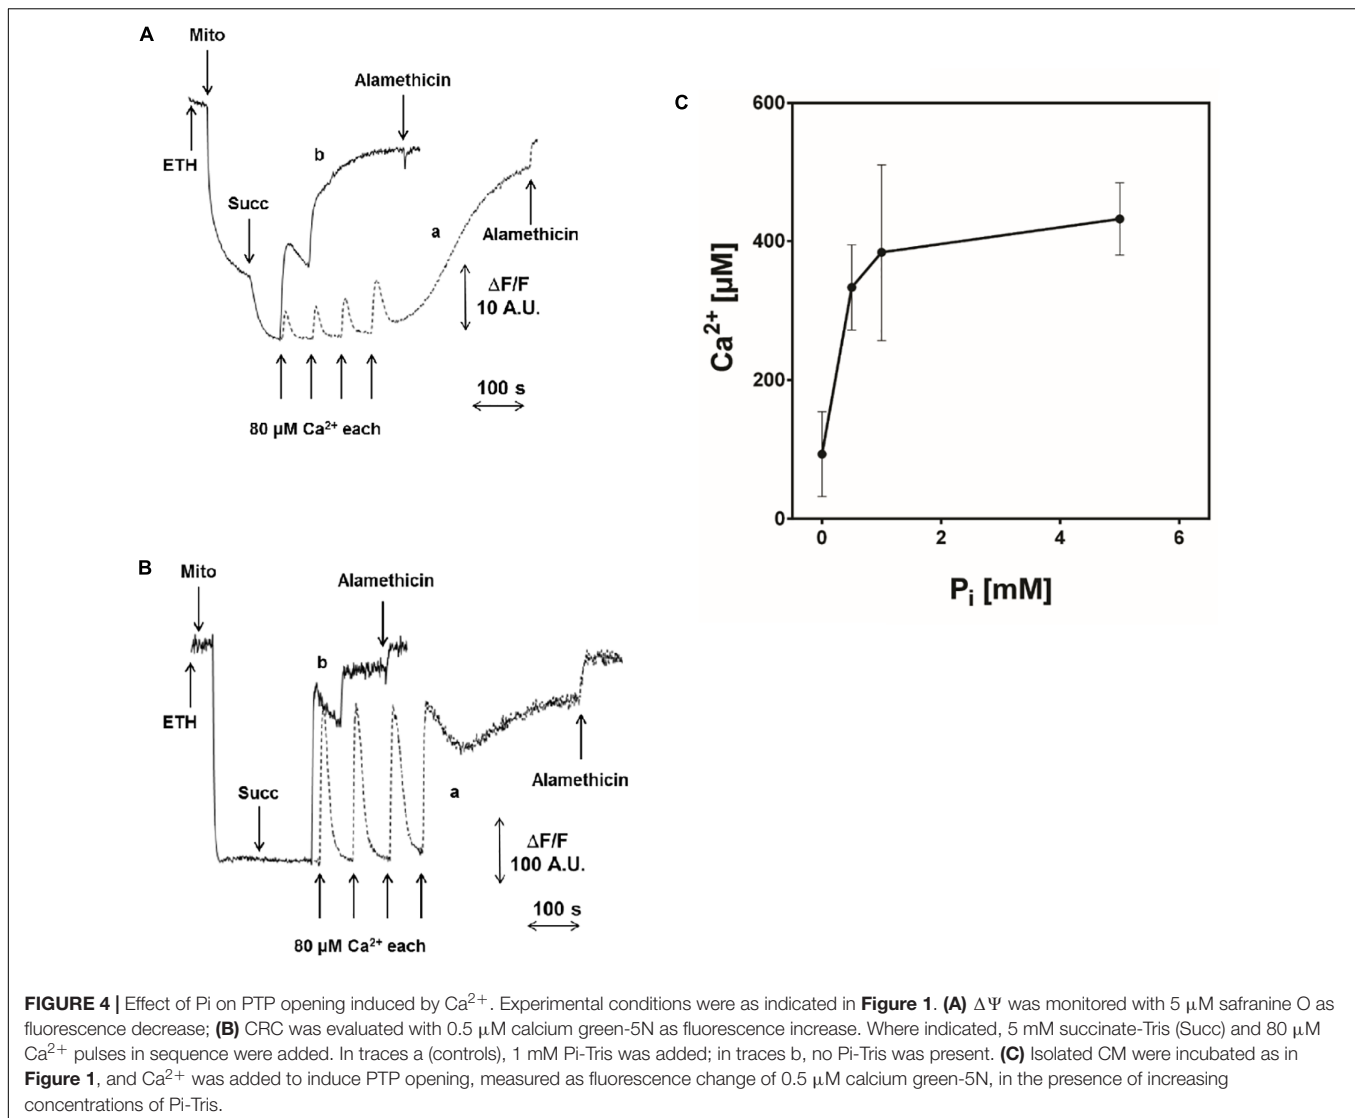 A
Mito
Alamethicin
ETH
b
Succ
a
Alamethicin
ΔF/F
10 A.U.
100 s
80 µM Ca²⁺ each
C
600
400
200
0
Ca²⁺ [µM]
0
2
4
6
Pᵢ [mM]
B
Mito
Alamethicin
b
ETH
Succ
Alamethicin
a
ΔF/F
100 A.U.
100 s
80 µM Ca²⁺ each
FIGURE 4 | Effect of Pi on PTP opening induced by Ca²⁺. Experimental conditions were as indicated in Figure 1. (A) ΔΨ was monitored with 5 µM safranine O as
fluorescence decrease; (B) CRC was evaluated with 0.5 µM calcium green-5N as fluorescence increase. Where indicated, 5 mM succinate-Tris (Succ) and 80 µM
Ca²⁺ pulses in sequence were added. In traces a (controls), 1 mM Pi-Tris was added; in traces b, no Pi-Tris was present. (C) Isolated CM were incubated as in
Figure 1, and Ca²⁺ was added to induce PTP opening, measured as fluorescence change of 0.5 µM calcium green-5N, in the presence of increasing
concentrations of Pi-Tris.